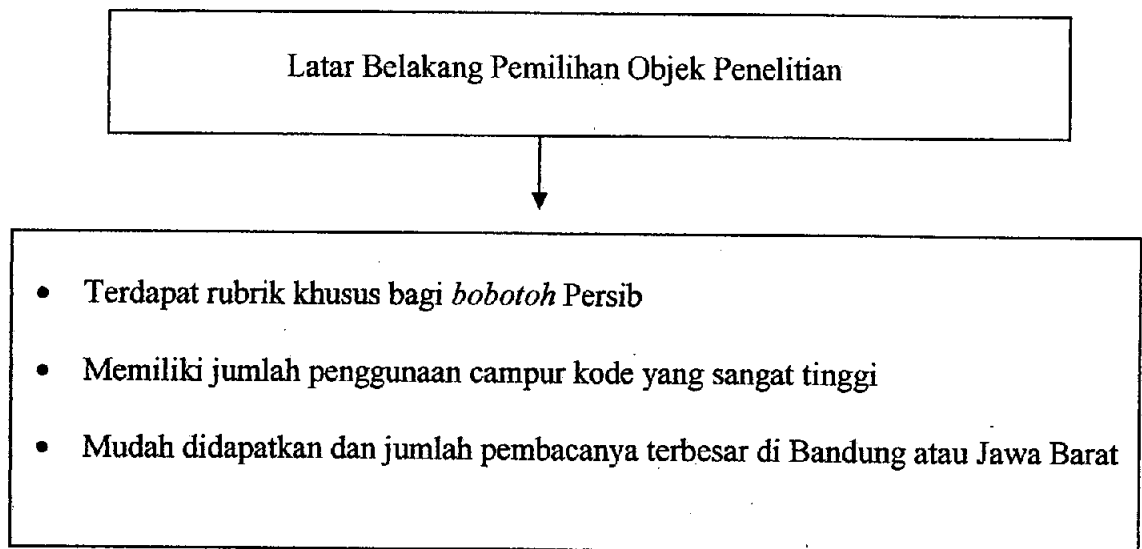 Latar Belakang Pemilihan Objek Penelitian
• Terdapat rubrik khusus bagi bobotoh Persib
• Memiliki jumlah penggunaan campur kode yang sangat tinggi
• Mudah didapatkan dan jumlah pembacanya terbesar di Bandung atau Jawa Barat